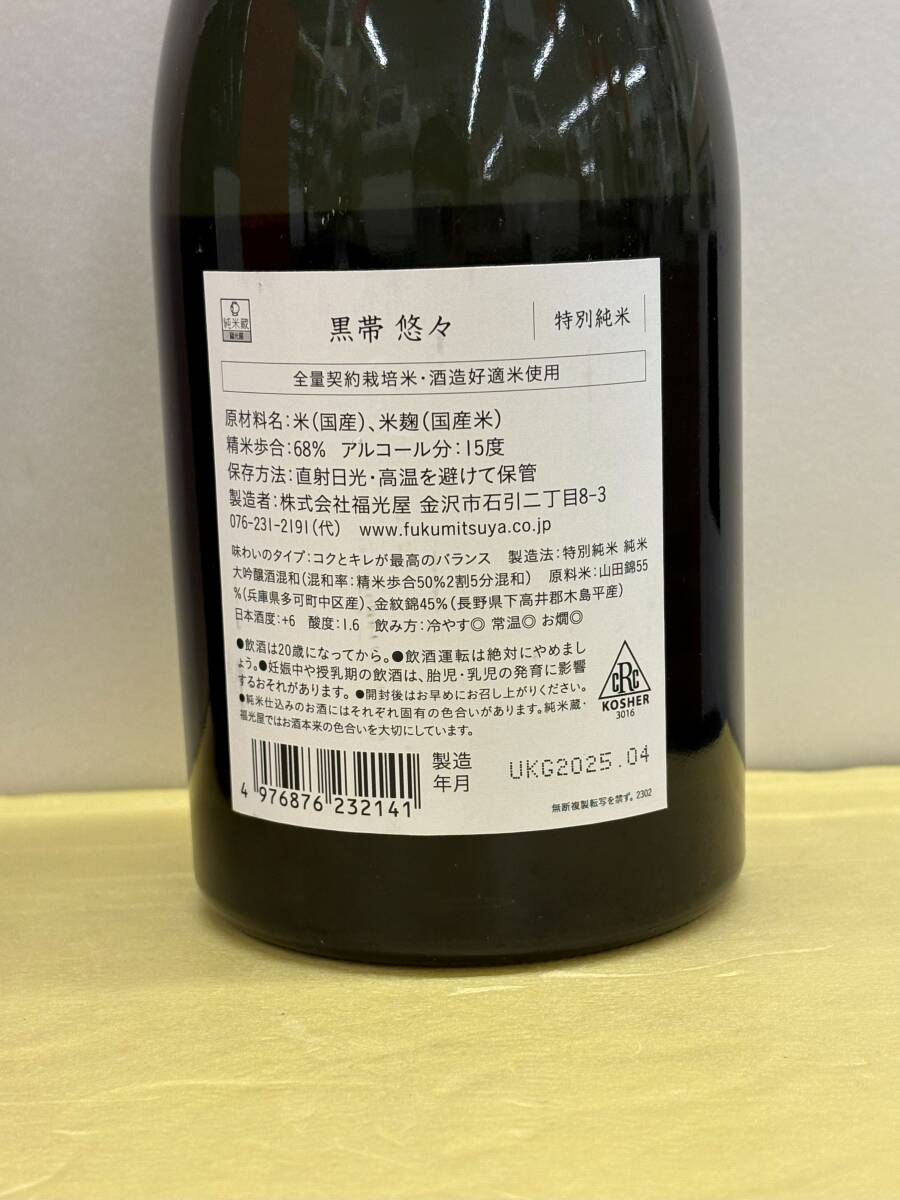 純米蔵
福光屋
黒帯 悠々
特別純米
全量契約栽培米・酒造好適米使用
原材料名：米（国産）、米麹（国産米）
精米歩合：68% アルコール分：15度
保存方法：直射日光・高温を避けて保管
製造者：株式会社福光屋 金沢市石引二丁目8-3
076-231-2191（代） www.fukumitsuya.co.jp
味わいのタイプ：コクとキレが最高のバランス 製造法：特別純米 純米
大吟醸酒混和（混和率：精米歩合50%2割5分混和） 原料米：山田錦55
%（兵庫県多可町中区産）、金紋錦45%（長野県下高井郡木島平産）
日本酒度：+6 酸度：1.6 飲み方：冷やす◎ 常温◎ お燗◎
●飲酒は20歳になってから。●飲酒運転は絶対にやめまし
ょう。●妊娠中や授乳期の飲酒は、胎児・乳児の発育に影響
するおそれがあります。 ●開封後はお早めにお召し上がりください。
●純米仕込みのお酒にはそれぞれ固有の色合いがあります。純米蔵・
福光屋ではお酒本来の色合いを大切にしています。
CRC
KOSHER
3016
4 976876 232141
製造
年月
UKG2025.04
無断複製転写を禁ず。2302